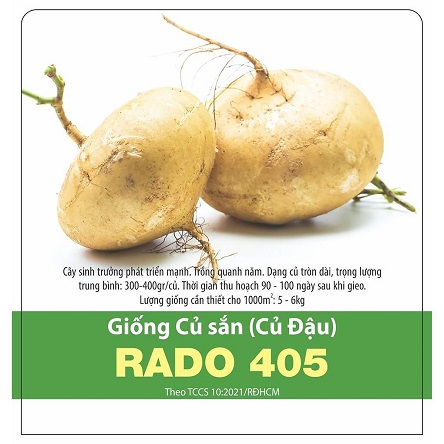 Cây sinh trưởng phát triển mạnh. Trồng quanh năm. Dạng củ tròn dài, trọng lượng
trung bình: 300-400gr/củ. Thời gian thu hoạch 90 - 100 ngày sau khi gieo.
Lượng giống cần thiết cho 1000m²: 5 - 6kg
Giống Củ sắn (Củ Đậu)
RADO 405
Theo TCCS 10:2021/RĐHCM